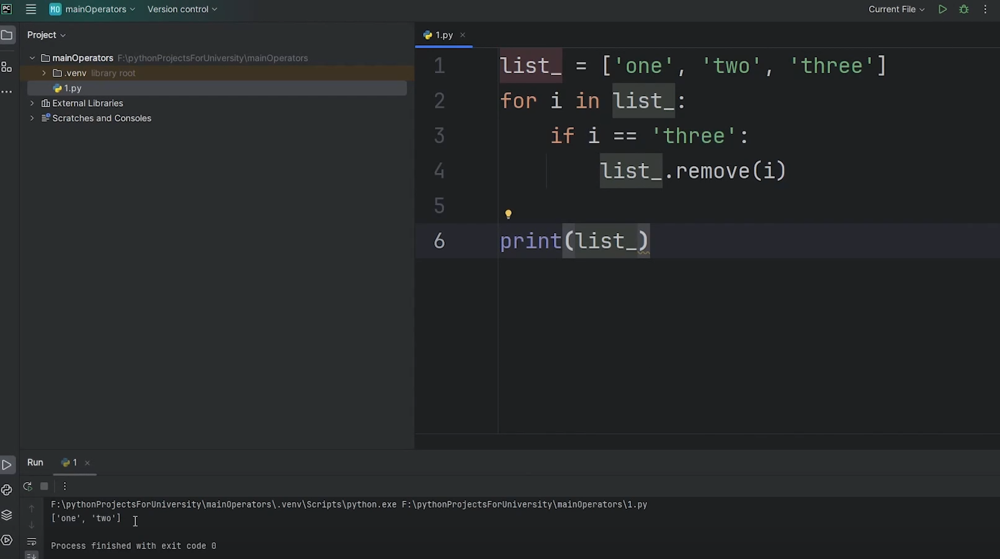 PC MO mainOperators Version control Current File
Project
1.py
mainOperators F:\pythonProjectsForUniversity\mainOperators
.venv library root
1.py
External Libraries
Scratches and Consoles
1 list_ = ['one', 'two', 'three']
2 for i in list_:
3 if i == 'three':
4 list_.remove(i)
5
6 print(list_)
Run 1
F:\pythonProjectsForUniversity\mainOperators\.venv\Scripts\python.exe F:\pythonProjectsForUniversity\mainOperators\1.py
['one', 'two']
Process finished with exit code 0